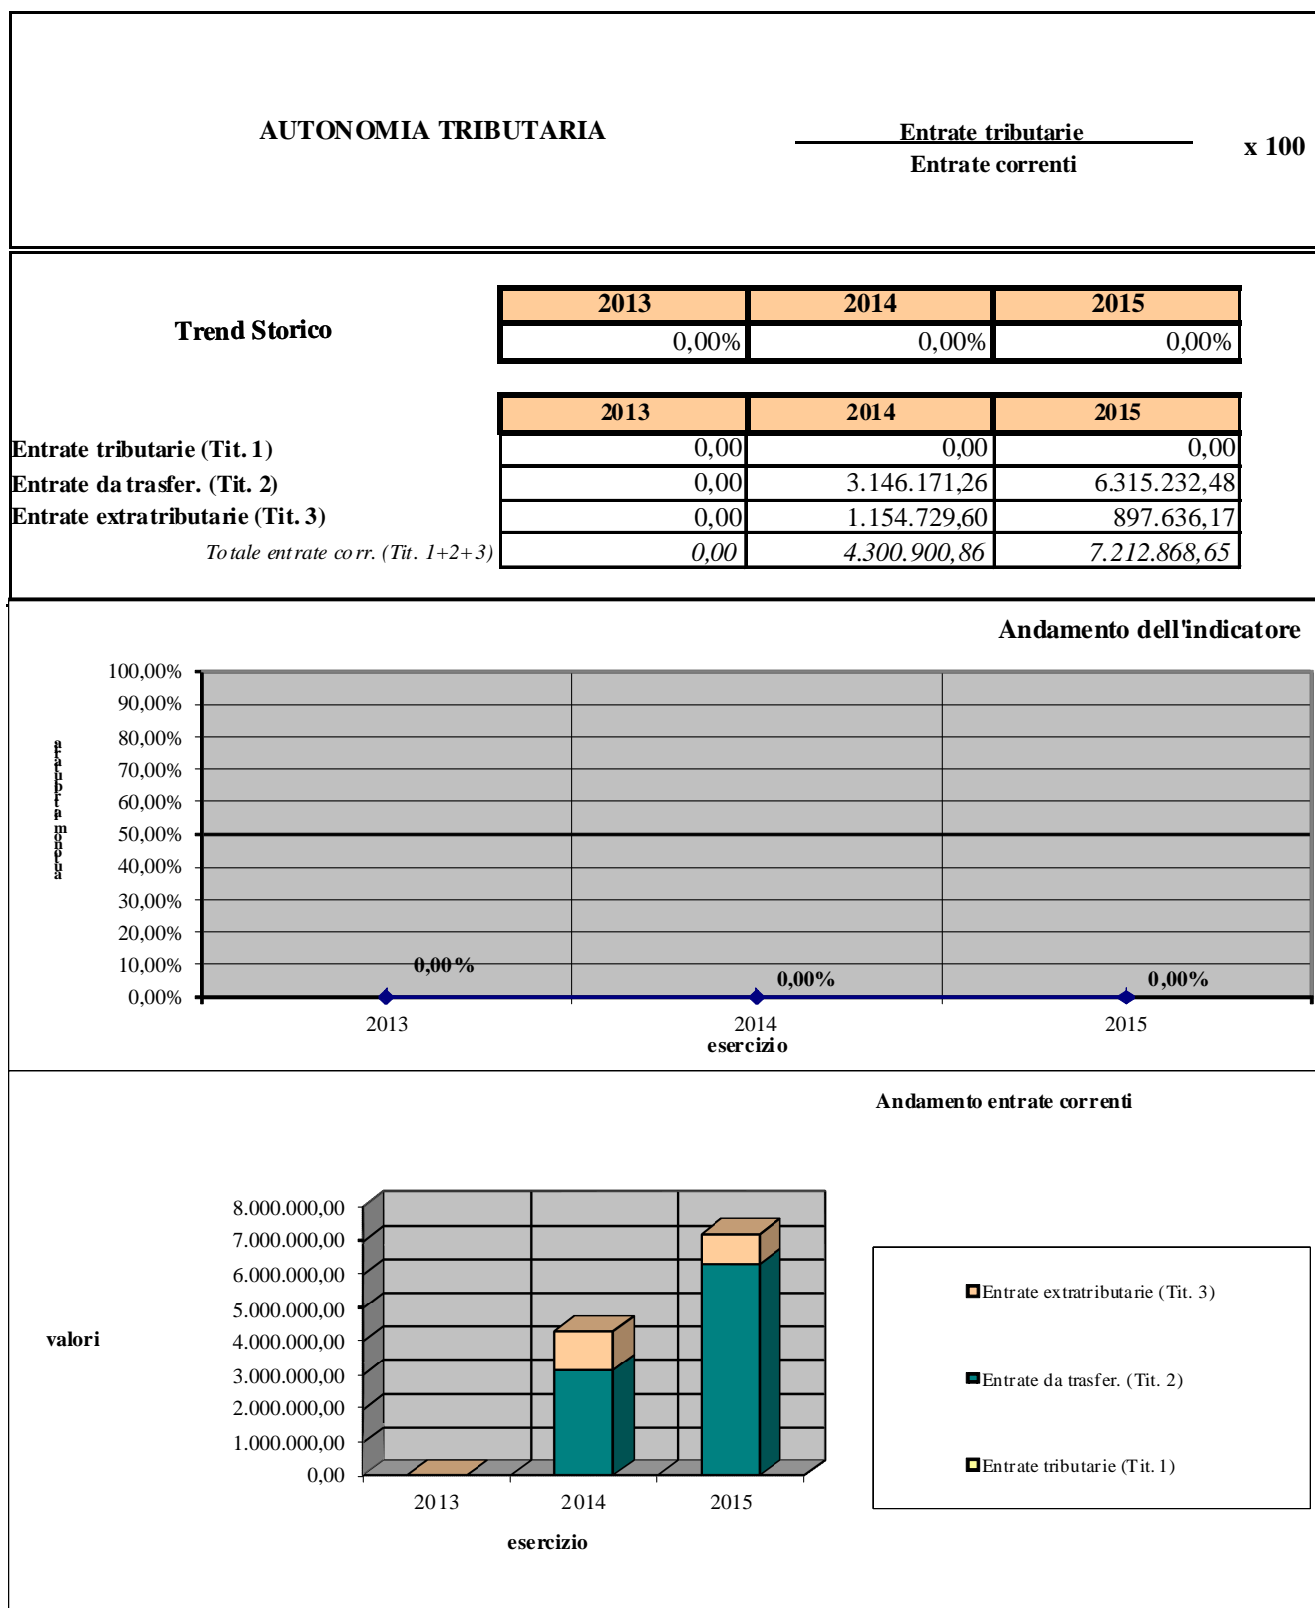 AUTONOMIA TRIBUTARIA
Entrate tributarie
Entrate correnti
x 100
Trend Storico
2013 2014 2015
0,00% 0,00% 0,00%
2013 2014 2015
Entrate tributarie (Tit. 1) 0,00 0,00 0,00
Entrate da trasfer. (Tit. 2) 0,00 3.146.171,26 6.315.232,48
Entrate extratributarie (Tit. 3) 0,00 1.154.729,60 897.636,17
Totale entrate corr. (Tit. 1+2+3) 0,00 4.300.900,86 7.212.868,65
Andamento dell'indicatore
autonomia tributaria
100,00%
90,00%
80,00%
70,00%
60,00%
50,00%
40,00%
30,00%
20,00%
10,00%
0,00%
0,00% 0,00% 0,00%
2013 2014 2015
esercizio
Andamento entrate correnti
valori
8.000.000,00
7.000.000,00
6.000.000,00
5.000.000,00
4.000.000,00
3.000.000,00
2.000.000,00
1.000.000,00
0,00
2013 2014 2015
esercizio
Entrate extratributarie (Tit. 3)
Entrate da trasfer. (Tit. 2)
Entrate tributarie (Tit. 1)